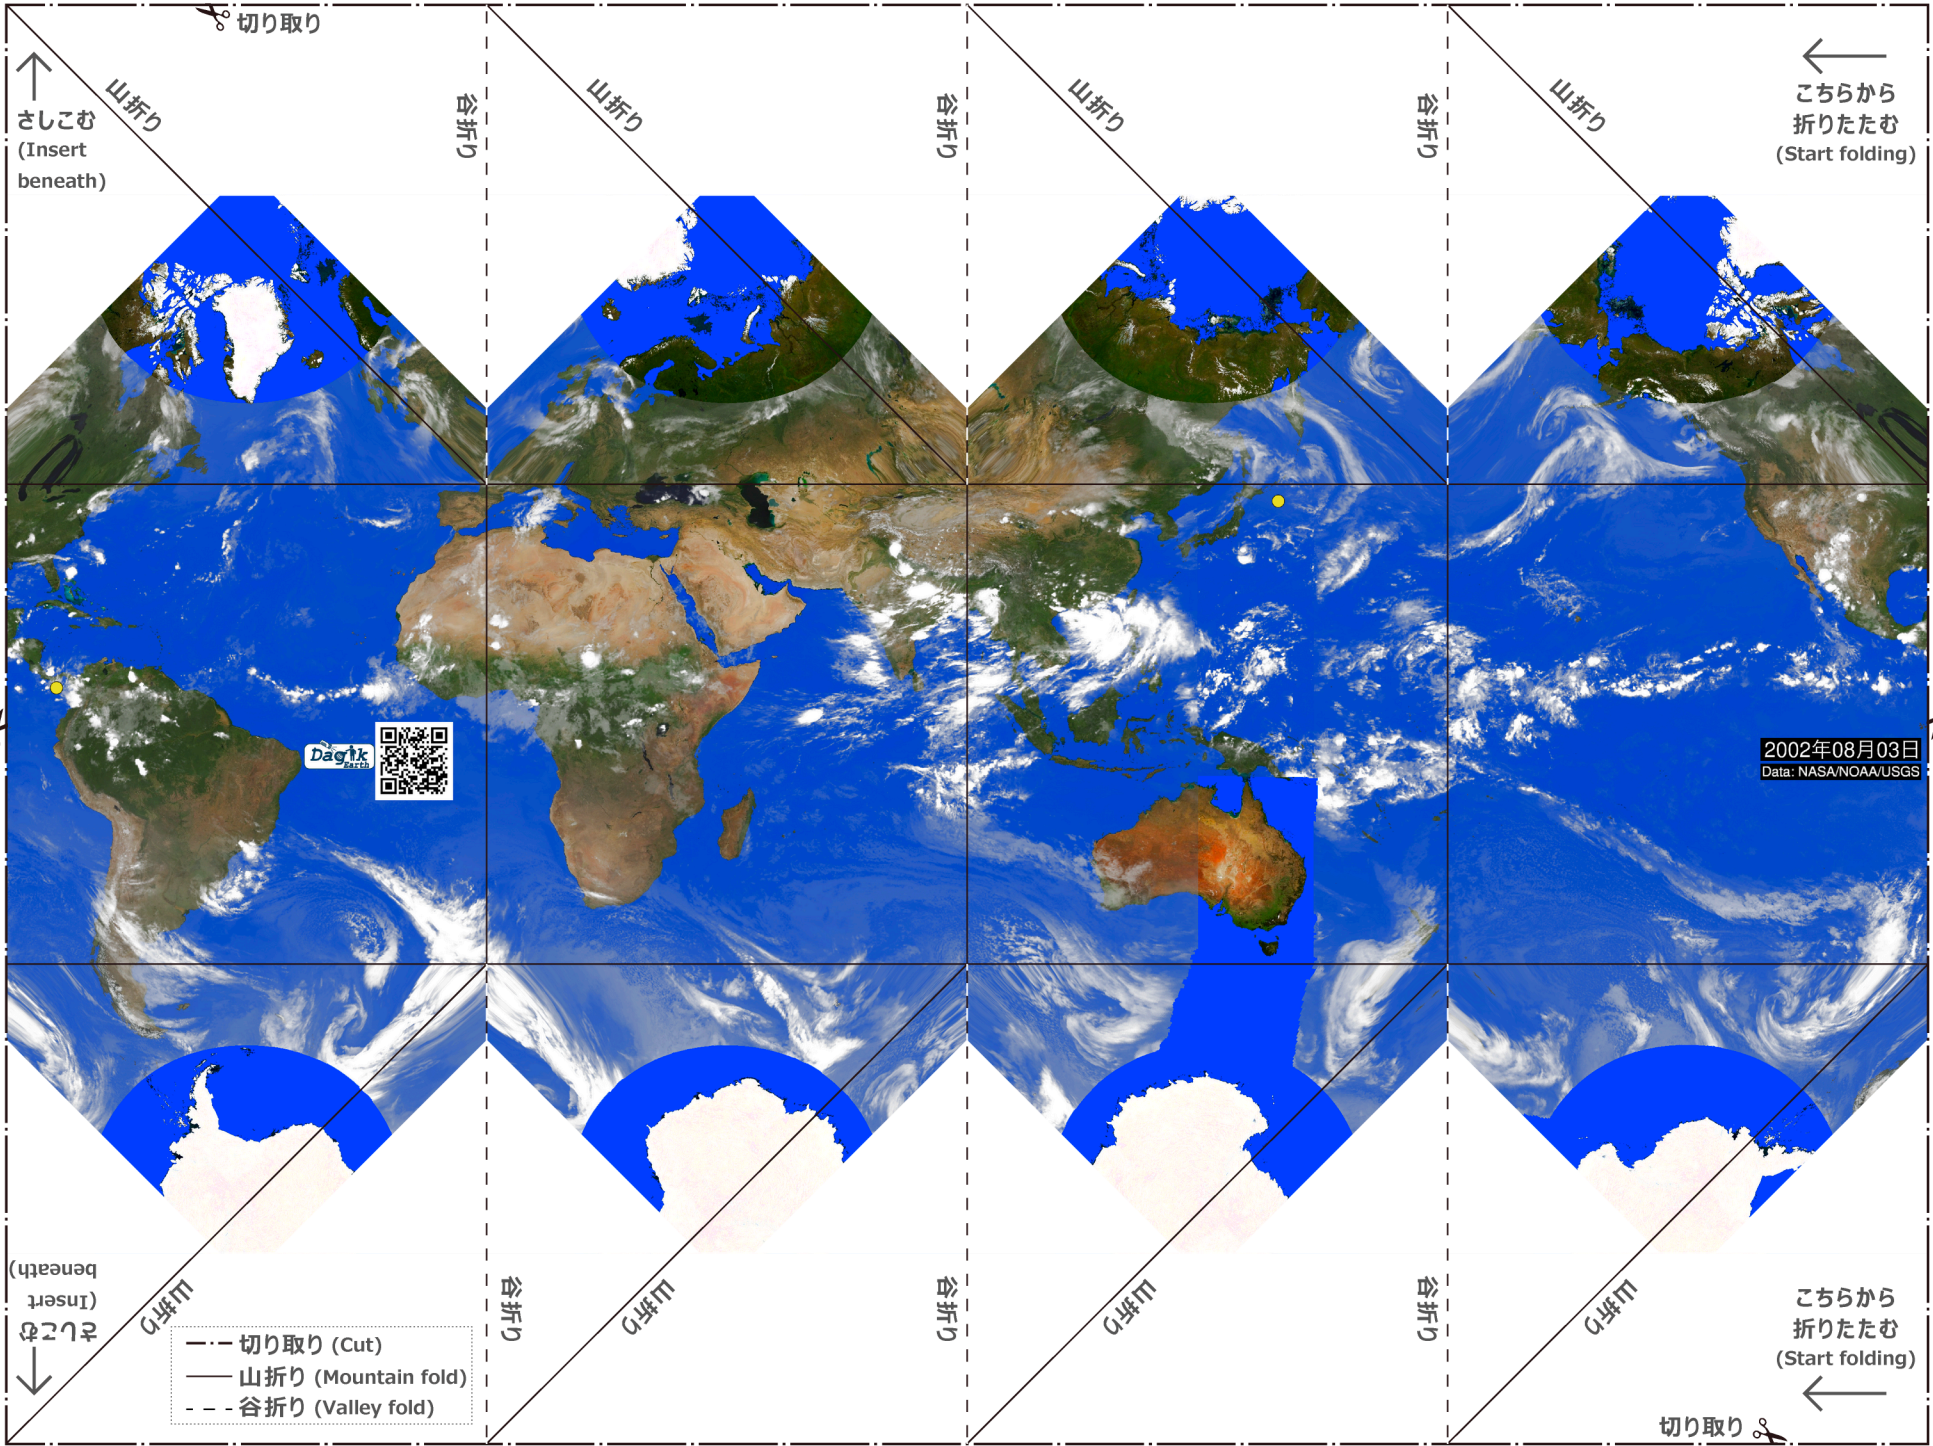 切り取り
山折り
谷折り
山折り
谷折り
山折り
谷折り
山折り
さしこむ
(Insert
beneath)
こちらから
折りたたむ
(Start folding)
Dagik
Earth
2002年08月03日
Data: NASA/NOAA/USGS
さしこむ
(Insert
beneath)
山折り
谷折り
山折り
谷折り
山折り
谷折り
山折り
こちらから
折りたたむ
(Start folding)
切り取り (Cut)
山折り (Mountain fold)
谷折り (Valley fold)
切り取り